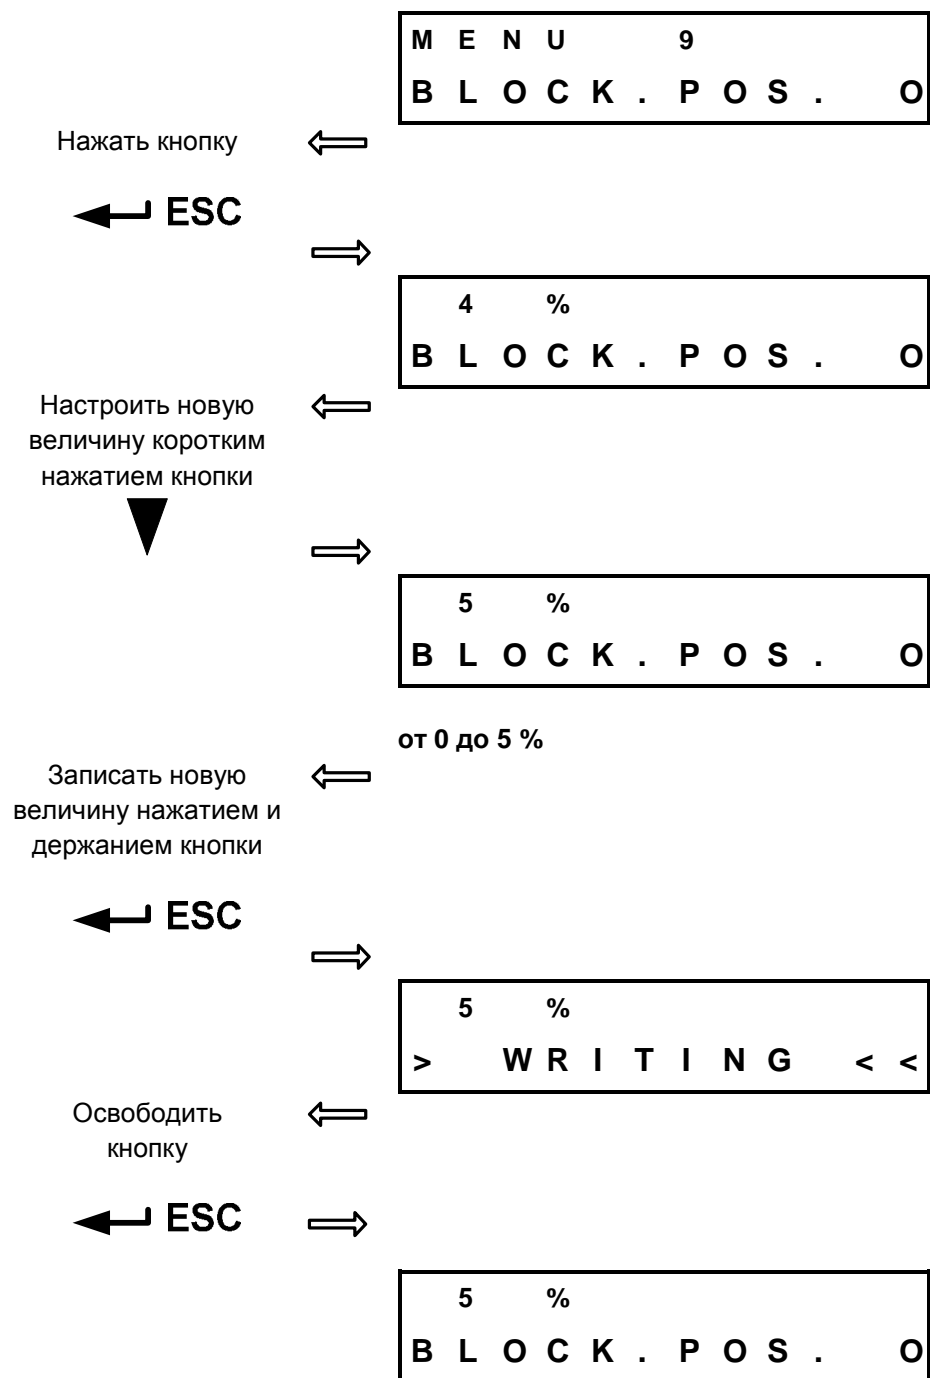 MENU 9
BLOCK.POS. O
Нажать кнопку
ESC
4 %
BLOCK.POS. O
Настроить новую
величину коротким
нажатием кнопки
5 %
BLOCK.POS. O
от 0 до 5 %
Записать новую
величину нажатием и
держанием кнопки
ESC
5 %
> WRITING <<
Освободить
кнопку
ESC
5 %
BLOCK.POS. O